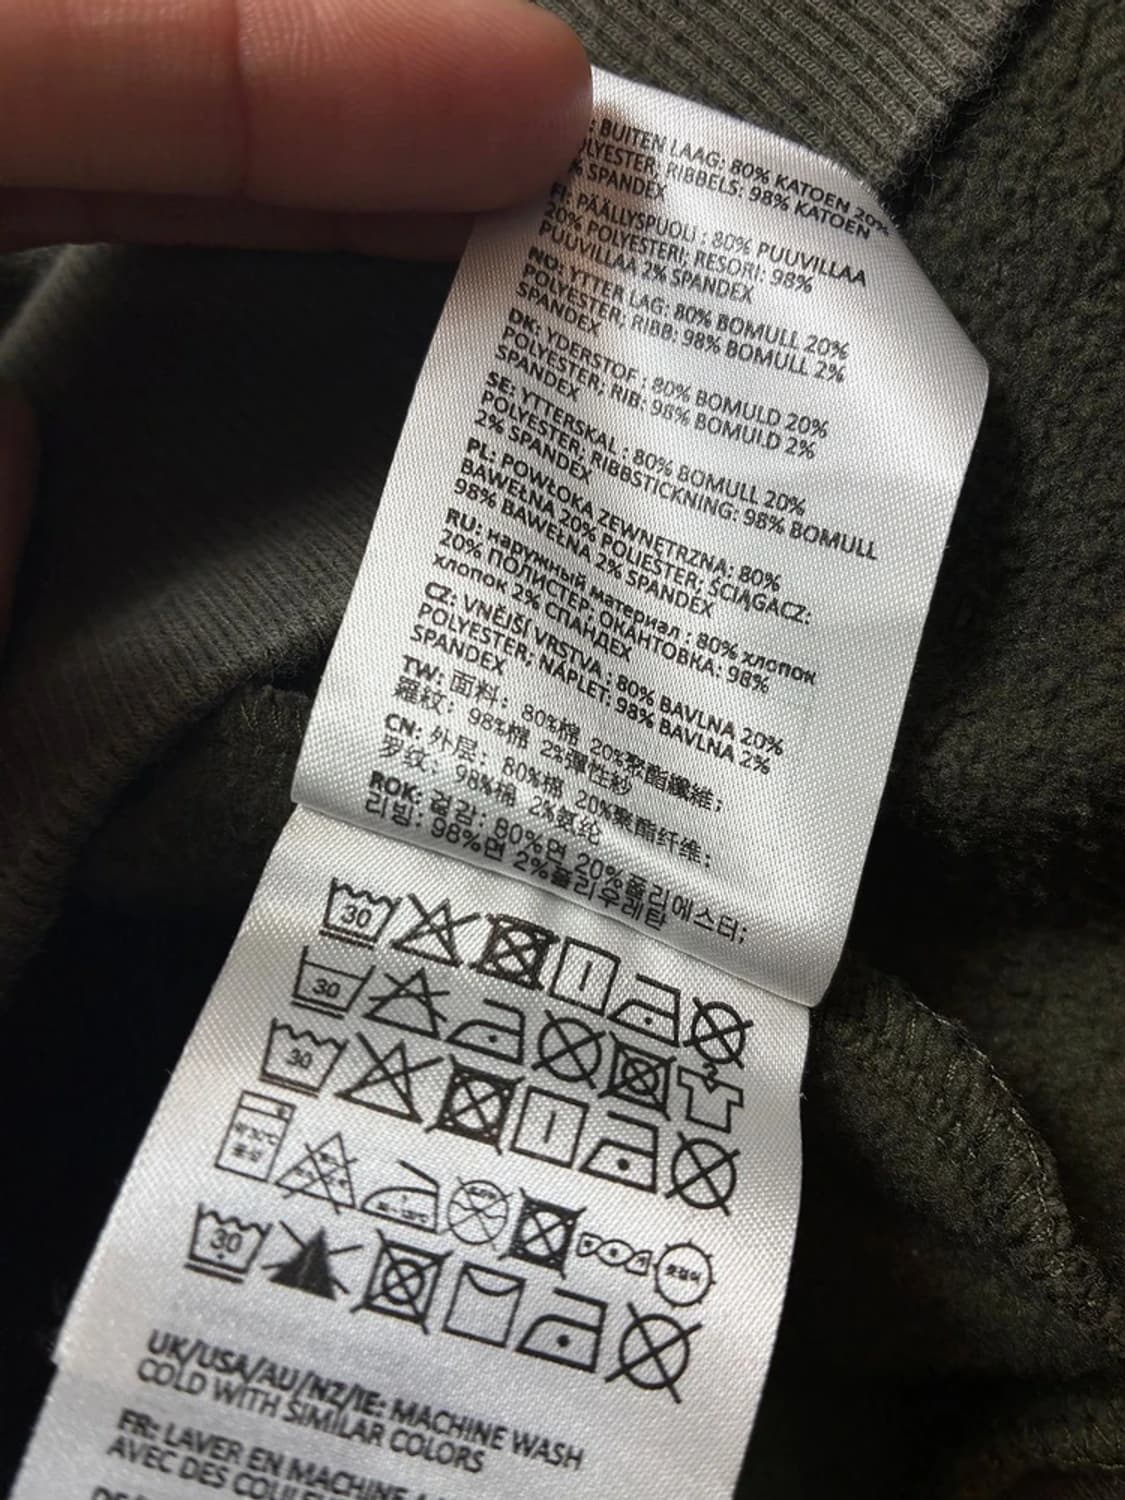 : BUITEN LAAG: 80% KATOEN 20%
OLYESTER; RIBBELS: 98% KATOEN
% SPANDEX
FI: PÄÄLLYSPUOLI : 80% PUUVILLAA
20% POLYESTERI; RESORI: 98%
PUUVILLAA 2% SPANDEX
NO: YTTER LAG: 80% BOMULL 20%
POLYESTER, RIBB: 98% BOMULL 2%
SPANDEX
DK: YDERSTOF : 80% BOMULD 20%
POLYESTER; RIB: 98% BOMULD 2%
SPANDEX
SE: YTTERSKAL : 80% BOMULL 20%
POLYESTER, RIBBSTICKNING: 98% BOMULL
2% SPANDEX
PL: POWŁOKA ZEWNĘTRZNA: 80%
BAWEŁNA 20% POLIESTER; ŚCIĄGACZ:
98% BAWEŁNA 2% SPANDEX
RU: наружный материал : 80% хлопок
20% ПОЛИСТЕР; ОКАНТОВКА: 98%
хлопок 2% СПАНДЕХ
CZ: VNĚJŠÍ VRSTVA : 80% BAVLNA 20%
POLYESTER; NÁPLET: 98% BAVLNA 2%
SPANDEX
TW: 面料: 80%棉 20%聚酯纖維;
羅紋: 98%棉 2%彈性紗
CN: 外层: 80%棉 20%聚酯纤维;
罗纹: 98%棉 2%氨纶
ROK: 겉감: 80%면 20%폴리에스터;
리빙: 98%면 2%폴리우레탄
30
30
30
30
UK/USA/AU/NZ/IE: MACHINE WASH
COLD WITH SIMILAR COLORS
FR: LAVER EN MACHINE
AVEC DES COULEUR